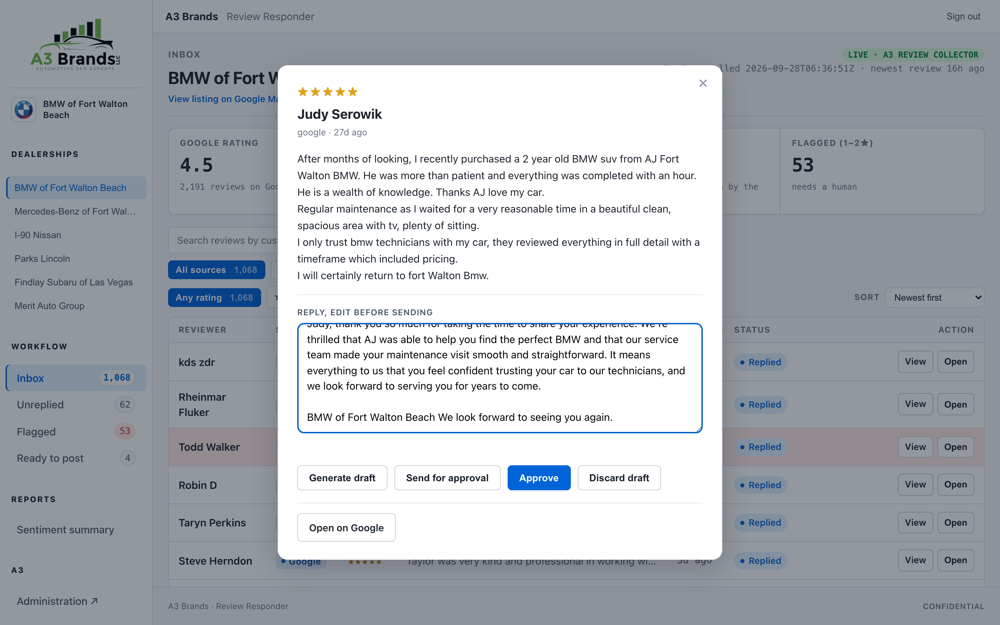 A3 Brands LLC
AUTOMOTIVE SEO EXPERTS
BMW of Fort Walton
Beach
DEALERSHIPS
BMW of Fort Walton Beach
Mercedes-Benz of Fort Wal...
I-90 Nissan
Parks Lincoln
Findlay Subaru of Las Vegas
Merit Auto Group
WORKFLOW
Inbox 1,068
Unreplied 62
Flagged 53
Ready to post 4
REPORTS
Sentiment summary
A3
Administration ↗
A3 Brands Review Responder
Sign out
INBOX
LIVE · A3 REVIEW COLLECTOR
2026-09-28T06:36:51Z · newest review 16h ago
BMW of Fort
View listing on Google
GOOGLE RATING
4.5
2,191 reviews on
by the
FLAGGED (1–2★)
53
needs a human
Search reviews by
All sources 1,068
Any rating 1,068
SORT Newest first
REVIEWER STATUS ACTION
kds zdr Replied View Open
Rheinmar
Fluker Replied View Open
Todd Walker Replied View Open
Robin D Replied View Open
Taryn Perkins Replied View Open
Steve Herndon Google ★★★★★ Taylor was very kind and professional in working wi... 3d ago Replied View Open
A3 Brands · Review Responder
CONFIDENTIAL
★★★★★
×
Judy Serowik
google · 27d ago
After months of looking, I recently purchased a 2 year old BMW suv from AJ Fort
Walton BMW. He was more than patient and everything was completed with an hour.
He is a wealth of knowledge. Thanks AJ love my car.
Regular maintenance as I waited for a very reasonable time in a beautiful clean,
spacious area with tv, plenty of sitting.
I only trust bmw technicians with my car, they reviewed everything in full detail with a
timeframe which included pricing.
I will certainly return to fort Walton Bmw.
REPLY, EDIT BEFORE SENDING
Judy, thank you so much for taking the time to share your experience. We're
thrilled that AJ was able to help you find the perfect BMW and that our service
team made your maintenance visit smooth and straightforward. It means
everything to us that you feel confident trusting your car to our technicians, and
we look forward to serving you for years to come.
BMW of Fort Walton Beach We look forward to seeing you again.
Generate draft
Send for approval
Approve
Discard draft
Open on Google